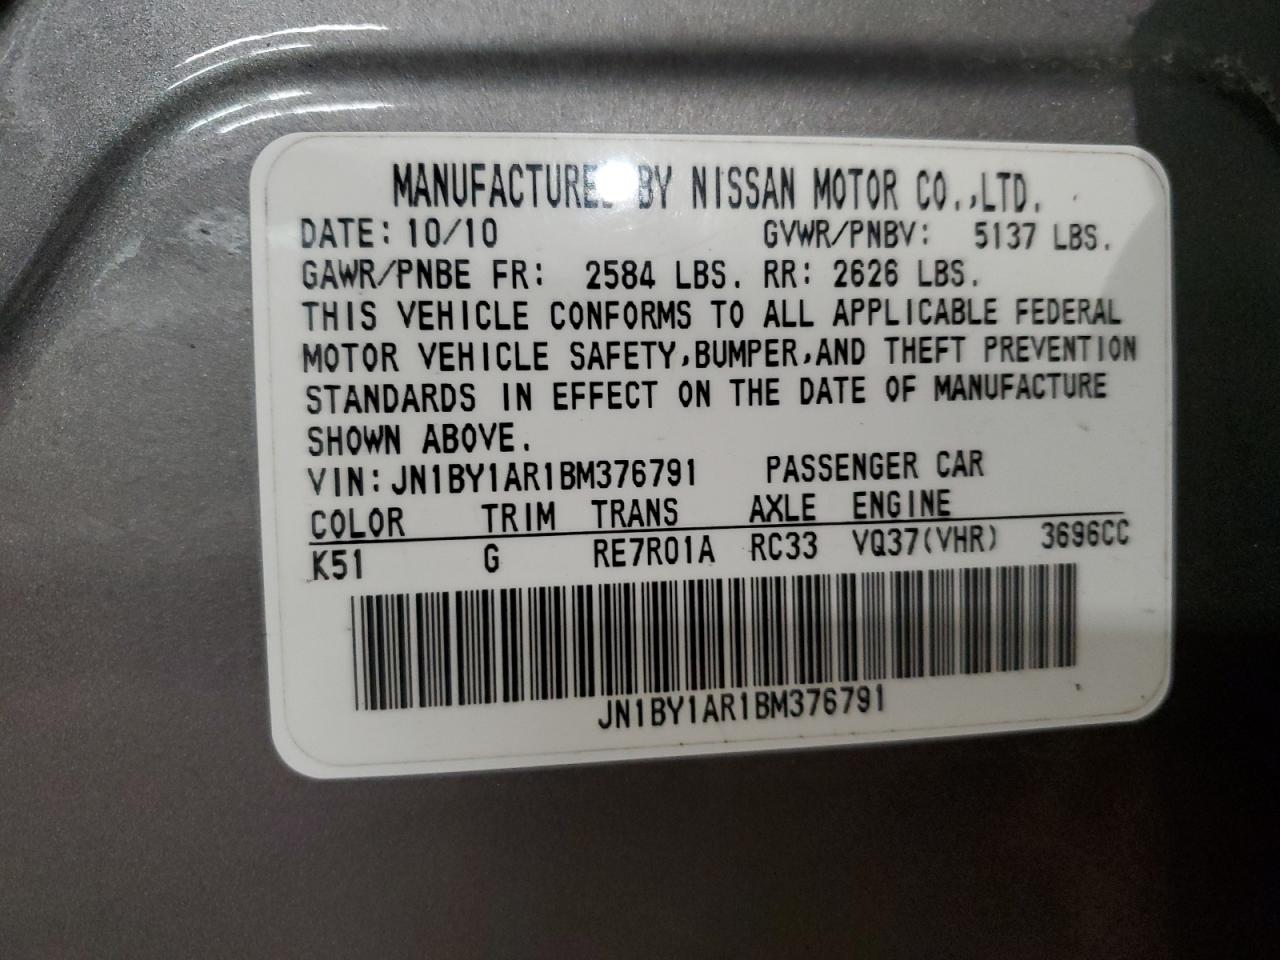 MANUFACTURED BY NISSAN MOTOR CO.,LTD.
DATE: 10/10 GVWR/PNBV: 5137 LBS.
GAWR/PNBE FR: 2584 LBS. RR: 2626 LBS.
THIS VEHICLE CONFORMS TO ALL APPLICABLE FEDERAL
MOTOR VEHICLE SAFETY,BUMPER,AND THEFT PREVENTION
STANDARDS IN EFFECT ON THE DATE OF MANUFACTURE
SHOWN ABOVE.
VIN: JN1BY1AR1BM376791 PASSENGER CAR
COLOR TRIM TRANS AXLE ENGINE
K51 G RE7R01A RC33 VQ37(VHR) 3696CC
JN1BY1AR1BM376791